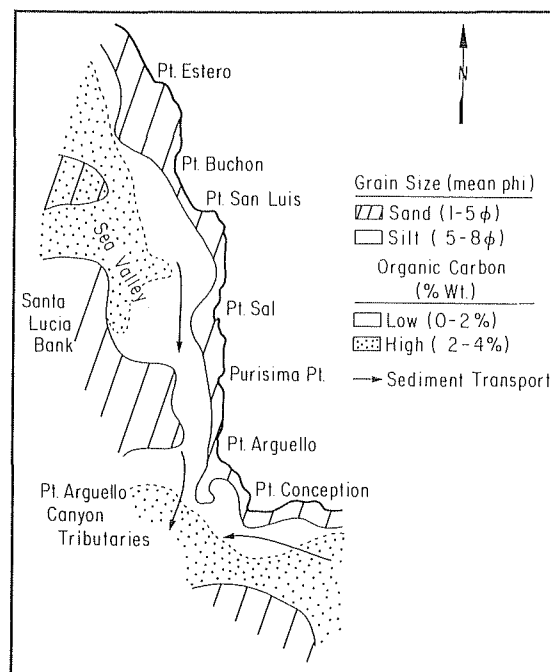 Pt. Estero
N
Pt. Buchon
Pt. San Luis
Grain Size (mean phi)
Sand (1-5ϕ)
Silt (5-8ϕ)
Organic Carbon
(% Wt.)
Low (0-2%)
High (2-4%)
Sediment Transport
Sea Valley
Santa
Lucia
Bank
Pt. Sal
Purisima Pt.
Pt. Arguello
Pt. Conception
Pt. Arguello
Canyon
Tributaries